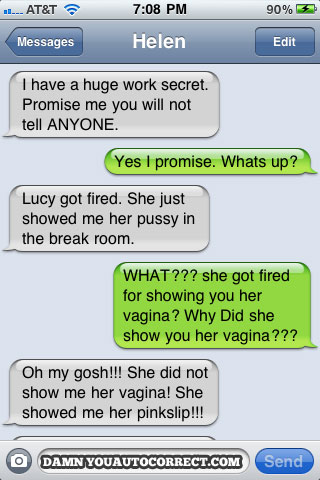 AT&T 7:08 PM 90%
Messages Helen Edit
I have a huge work secret.
Promise me you will not
tell ANYONE.
Yes I promise. Whats up?
Lucy got fired. She just
showed me her pussy in
the break room.
WHAT??? she got fired
for showing you her
vagina? Why Did she
show you her vagina???
Oh my gosh!!! She did not
show me her vagina! She
showed me her pinkslip!!!
DAMNYOUAUTOCORRECT.COM Send